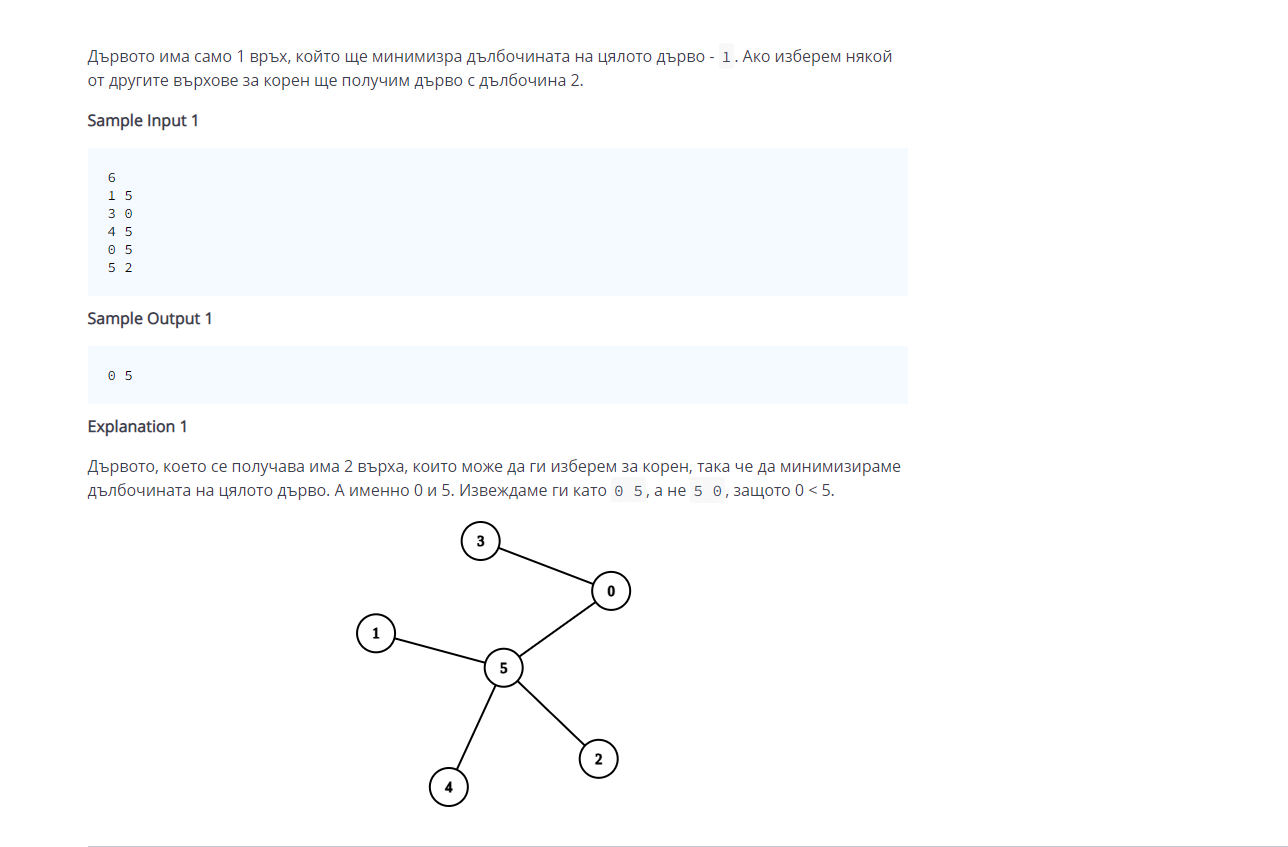 Дървото има само 1 връх, който ще минимизра дълбочината на цялото дърво - 1. Ако изберем някой
от другите върхове за корен ще получим дърво с дълбочина 2.
Sample Input 1
6
1 5
3 0
4 5
0 5
5 2
Sample Output 1
0 5
Explanation 1
Дървото, което се получава има 2 върха, които може да ги изберем за корен, така че да минимизираме
дълбочината на цялото дърво. А именно 0 и 5. Извеждаме ги като 0 5, а не 5 0, защото 0 < 5.
3
0
1
5
2
4